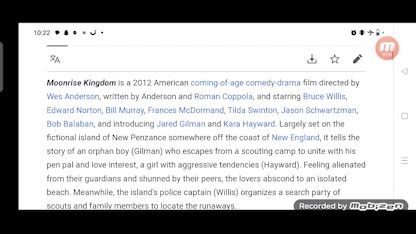 10:22
Moonrise Kingdom is a 2012 American coming-of-age comedy-drama film directed by
Wes Anderson, written by Anderson and Roman Coppola, and starring Bruce Willis,
Edward Norton, Bill Murray, Frances McDormand, Tilda Swinton, Jason Schwartzman,
Bob Balaban, and introducing Jared Gilman and Kara Hayward. Largely set on the
fictional island of New Penzance somewhere off the coast of New England, it tells the
story of an orphan boy (Gilman) who escapes from a scouting camp to unite with his
pen pal and love interest, a girl with aggressive tendencies (Hayward). Feeling alienated
from their guardians and shunned by their peers, the lovers abscond to an isolated
beach. Meanwhile, the island's police captain (Willis) organizes a search party of
scouts and family members to locate the runaways.
Recorded by Mobizen